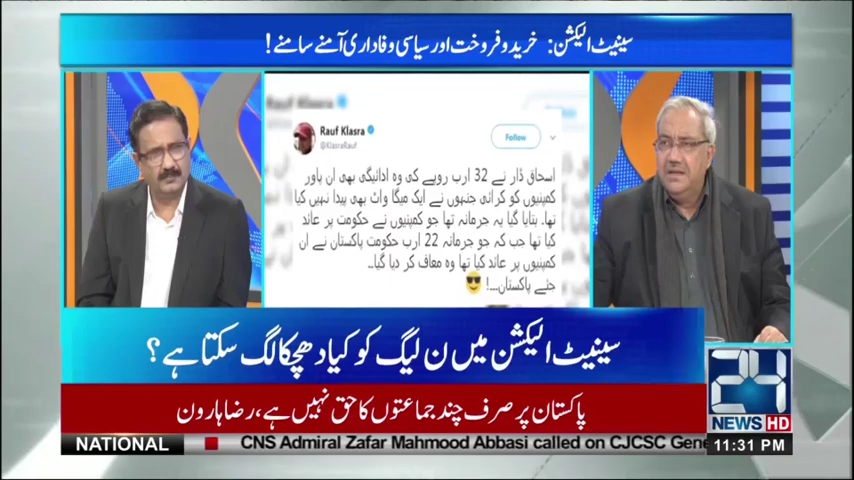 سینیٹ الیکشن: خرید و فروخت اور سیاسی وفاداری آمنے سامنے!
Rauf Klasra
Rauf Klasra
@KlasraRauf
Follow
اسحاق ڈار نے 32 ارب روپے کی وہ ادائیگی بھی ان پاور
کمپنیوں کو کرائی جنہوں نے ایک میگا واٹ بھی پیدا نہیں کیا
تھا۔ بتایا گیا یہ جرمانہ تھا جو کمپنیوں نے حکومت پر عائد
کیا تھا جب کہ جو جرمانہ 22 ارب حکومت پاکستان نے ان
کمپنیوں پر عائد کیا تھا وہ معاف کر دیا گیا..
جئے پاکستان...!
سینیٹ الیکشن میں ن لیگ کو کیا دھچکا لگ سکتا ہے؟
پاکستان پر صرف چند جماعتوں کا حق نہیں ہے، رضا ہارون
24
NEWS HD
NATIONAL
CNS Admiral Zafar Mahmood Abbasi called on CJCSC Gene
11:31 PM